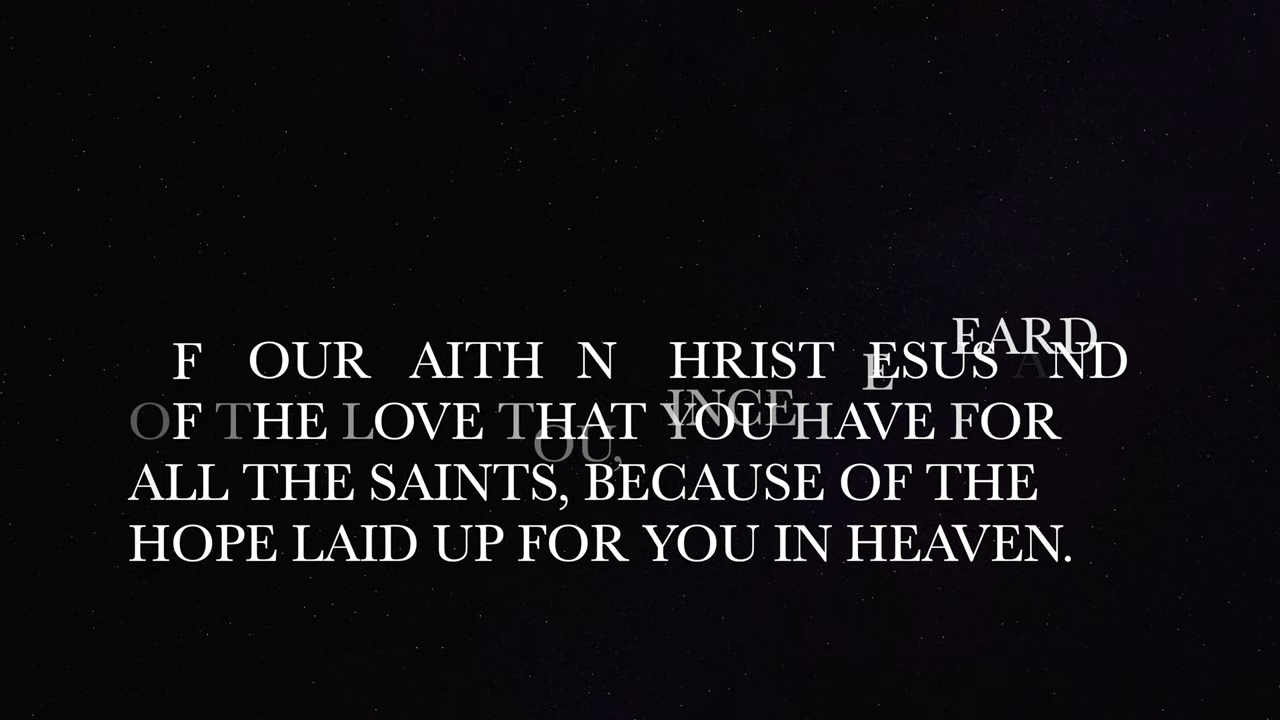 EARD
F OUR AITH N HRIST ESUS AND
E
INCE
OF THE LOVE THAT YOU HAVE FOR
OU,
ALL THE SAINTS, BECAUSE OF THE
HOPE LAID UP FOR YOU IN HEAVEN.